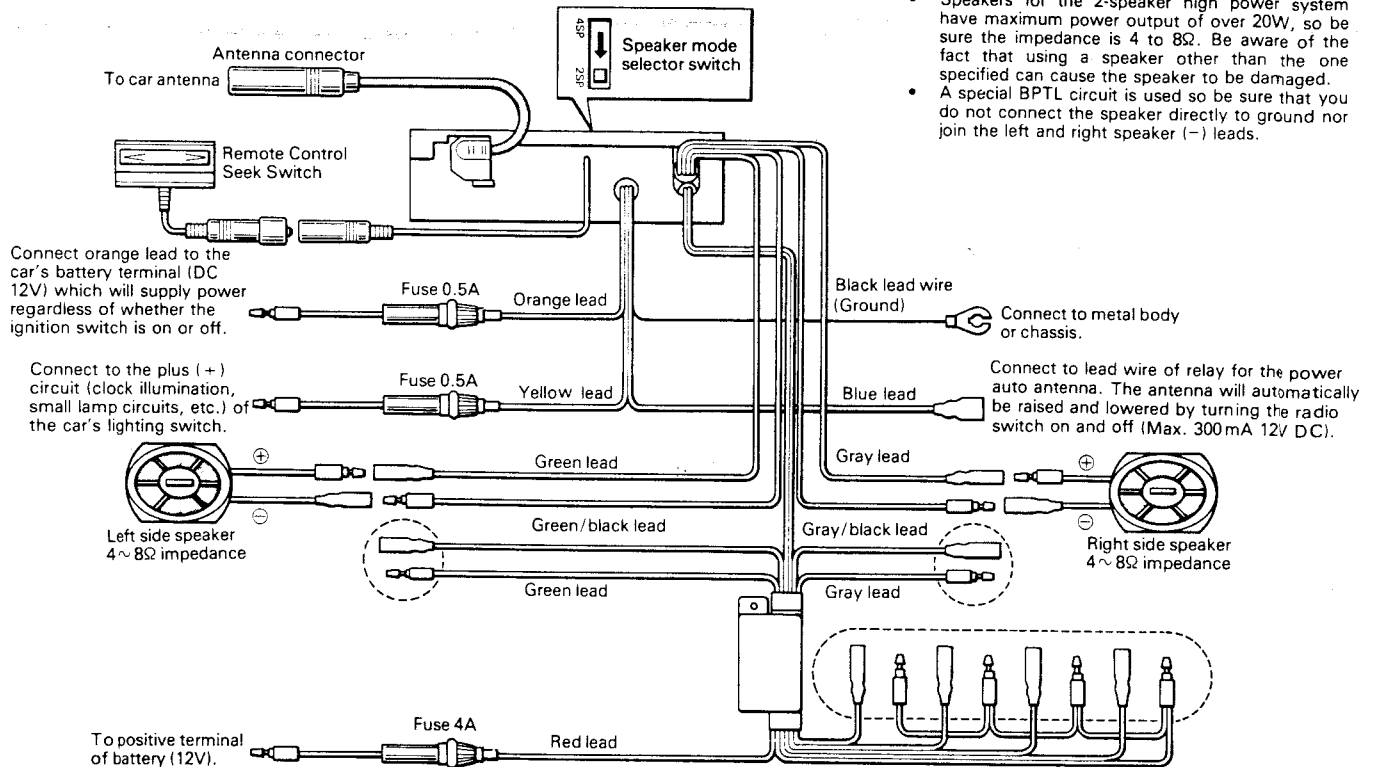 • Speakers for the 2-speaker high power system
have maximum power output of over 20W, so be
sure the impedance is 4 to 8Ω. Be aware of the
fact that using a speaker other than the one
specified can cause the speaker to be damaged.
• A special BPTL circuit is used so be sure that you
do not connect the speaker directly to ground nor
join the left and right speaker (−) leads.
4SP
2SP
Speaker mode
selector switch
Antenna connector
To car antenna
Remote Control
Seek Switch
Connect orange lead to the
car's battery terminal (DC
12V) which will supply power
regardless of whether the
ignition switch is on or off.
Fuse 0.5A
Orange lead
Black lead wire
(Ground)
Connect to metal body
or chassis.
Connect to the plus (+)
circuit (clock illumination,
small lamp circuits, etc.) of
the car's lighting switch.
Fuse 0.5A
Yellow lead
Blue lead
Connect to lead wire of relay for the power
auto antenna. The antenna will automatically
be raised and lowered by turning the radio
switch on and off (Max. 300mA 12V DC).
⊕
⊖
Left side speaker
4～8Ω impedance
Green lead
Green/black lead
Green lead
Gray lead
Gray/black lead
Gray lead
⊕
⊖
Right side speaker
4～8Ω impedance
To positive terminal
of battery (12V).
Fuse 4A
Red lead